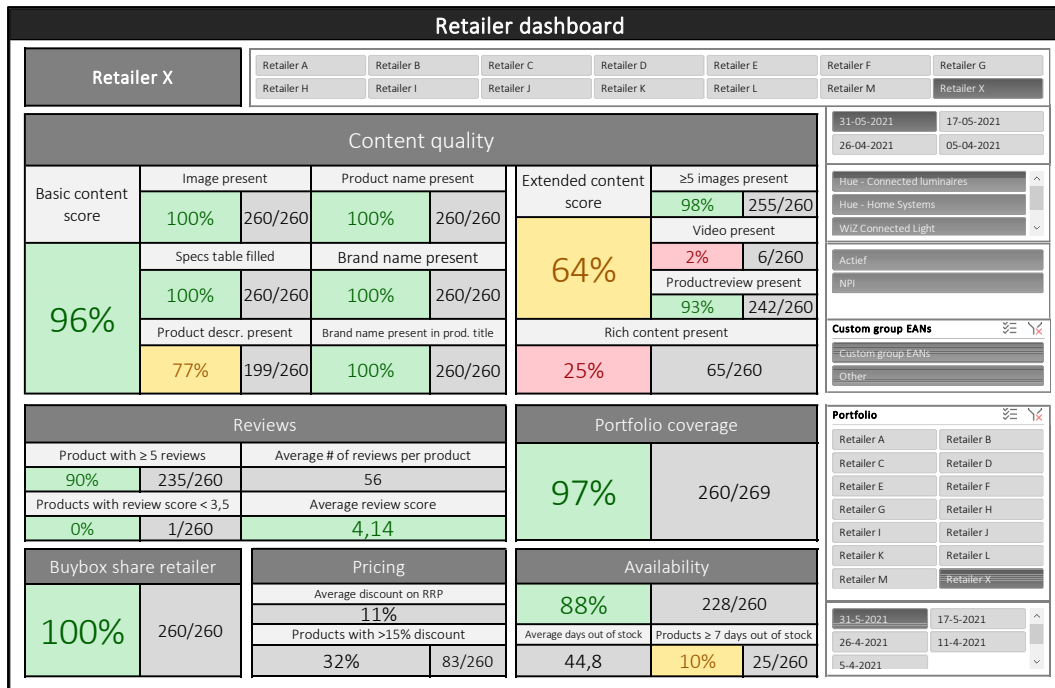 Retailer dashboard
Retailer X
Retailer A Retailer B Retailer C Retailer D Retailer E Retailer F Retailer G
Retailer H Retailer I Retailer J Retailer K Retailer L Retailer M Retailer X
Content quality
Basic content score
96%
Image present
100% 260/260
Product name present
100% 260/260
Specs table filled
100% 260/260
Brand name present
100% 260/260
Product descr. present
77% 199/260
Brand name present in prod. title
100% 260/260
Extended content score
64%
≥5 images present
98% 255/260
Video present
2% 6/260
Productreview present
93% 242/260
Rich content present
25% 65/260
Reviews
Product with ≥ 5 reviews
90% 235/260
Average # of reviews per product
56
Products with review score < 3,5
0% 1/260
Average review score
4,14
Portfolio coverage
97% 260/269
Buybox share retailer
100% 260/260
Pricing
Average discount on RRP
11%
Products with >15% discount
32% 83/260
Availability
88% 228/260
Average days out of stock
44,8
Products ≥ 7 days out of stock
10% 25/260
31-05-2021 17-05-2021
26-04-2021 05-04-2021
Hue - Connected luminaires
Hue - Home Systems
WiZ Connected Light
Actief
NPI
Custom group EANs
Custom group EANs
Other
Portfolio
Retailer A Retailer B
Retailer C Retailer D
Retailer E Retailer F
Retailer G Retailer H
Retailer I Retailer J
Retailer K Retailer L
Retailer M Retailer X
31-5-2021 17-5-2021
26-4-2021 11-4-2021
5-4-2021